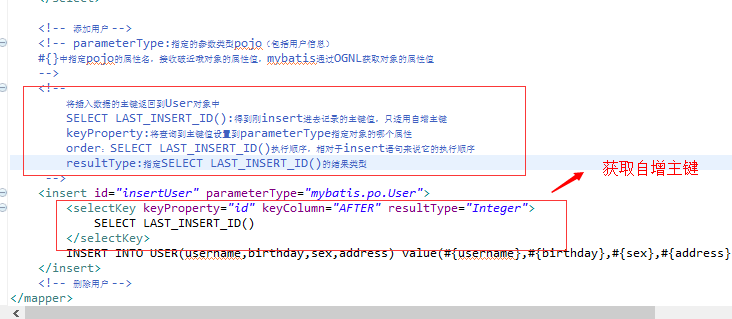 </select>
<!-- 添加用户 -->
<!-- parameterType:指定的参数类型pojo（包括用户信息）
#{}中指定pojo的属性名，接收破近哦对象的属性值，mybatis通过OGNL获取对象的属性值
-->
<!--
将插入数据的主键返回到User对象中
SELECT LAST_INSERT_ID():得到刚insert进去记录的主键值，只适用自增主键
keyProperty:将查询到主键值设置到parameterType指定对象的哪个属性
order：SELECT LAST_INSERT_ID()执行顺序，相对于insert语句来说它的执行顺序
resultType:指定SELECT LAST_INSERT_ID()的结果类型
获取自增主键
-->
<insert id="insertUser" parameterType="mybatis.po.User">
<selectKey keyProperty="id" keyColumn="AFTER" resultType="Integer">
SELECT LAST_INSERT_ID()
</selectKey>
INSERT INTO USER(username,birthday,sex,address) value(#{username},#{birthday},#{sex},#{address}
</insert>
<!-- 删除用户 -->
</mapper>